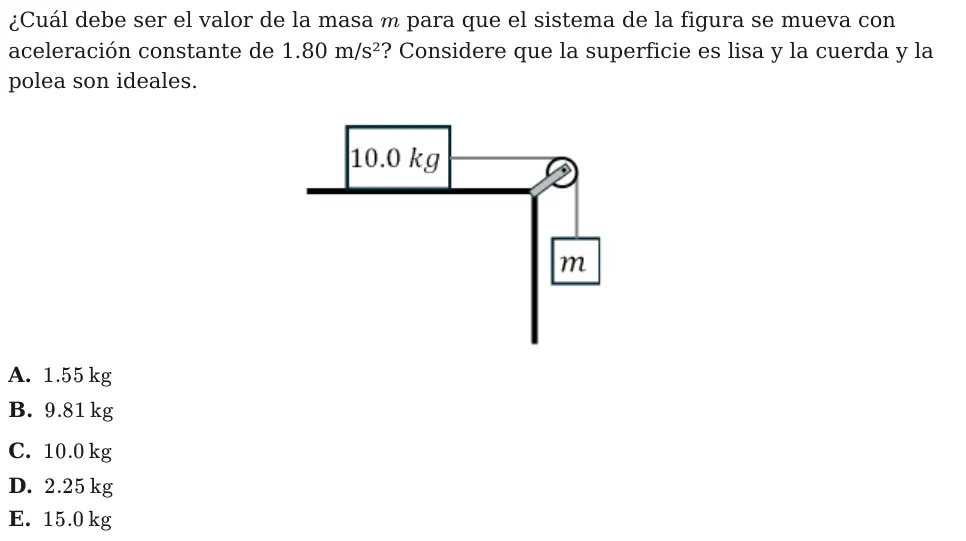 ¿Cuál debe ser el valor de la masa m para que el sistema de la figura se mueva con
aceleración constante de 1.80 m/s²? Considere que la superficie es lisa y la cuerda y la
polea son ideales.
10.0 kg
m
A. 1.55 kg
B. 9.81 kg
C. 10.0 kg
D. 2.25 kg
E. 15.0 kg